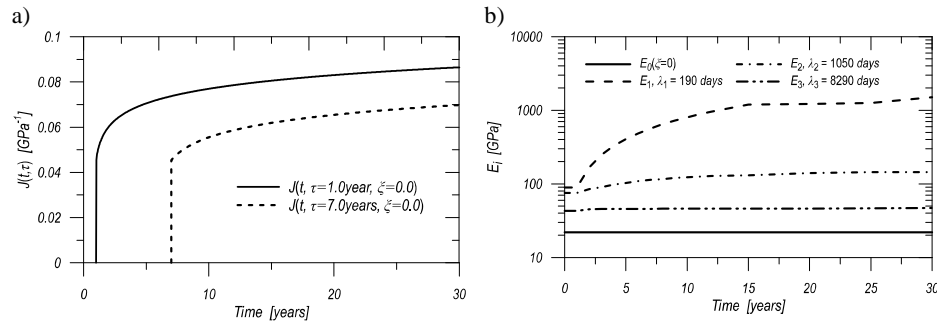 a)
0.1
0.08
0.06
0.04
0.02
0
J(t,τ) [GPa⁻¹]
J(t, τ=1.0year, ξ=0.0)
J(t, τ=7.0years, ξ=0.0)
0 10 20 30
Time [years]
b)
10000
1000
100
10
E_i [GPa]
E_0(ξ=0)
E_1, λ_1 = 190 days
E_2, λ_2 = 1050 days
E_3, λ_3 = 8290 days
0 5 10 15 20 25 30
Time [years]